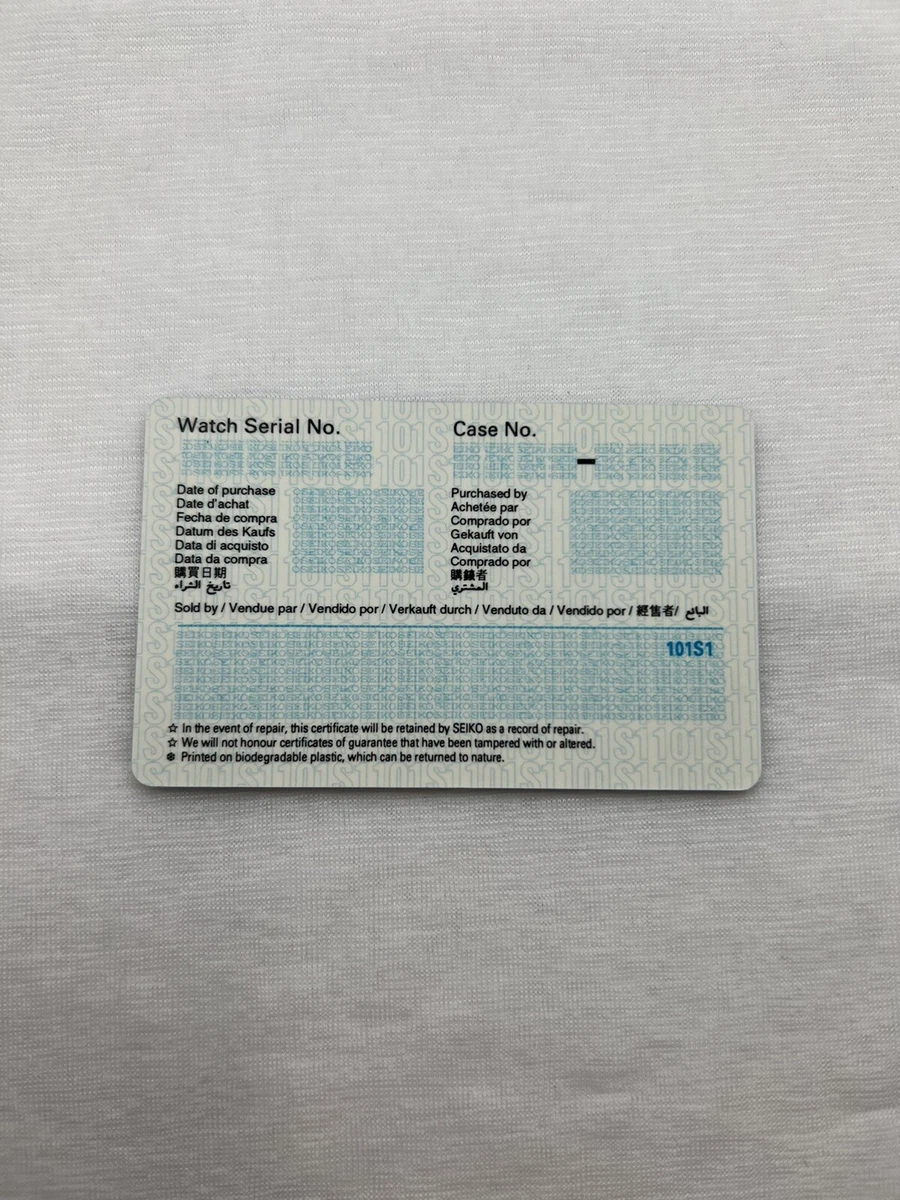 Watch Serial No.
Case No.
Date of purchase
Date d'achat
Fecha de compra
Datum des Kaufs
Data di acquisto
Data da compra
購買日期
تاريخ الشراء
Purchased by
Achetée par
Comprado por
Gekauft von
Acquistato da
Comprado por
購錶者
المشتري
Sold by / Vendue par / Vendido por / Verkauft durch / Venduto da / Vendido por / 經售者/ البائع
101S1
☆ In the event of repair, this certificate will be retained by SEIKO as a record of repair.
☆ We will not honour certificates of guarantee that have been tampered with or altered.
❆ Printed on biodegradable plastic, which can be returned to nature.